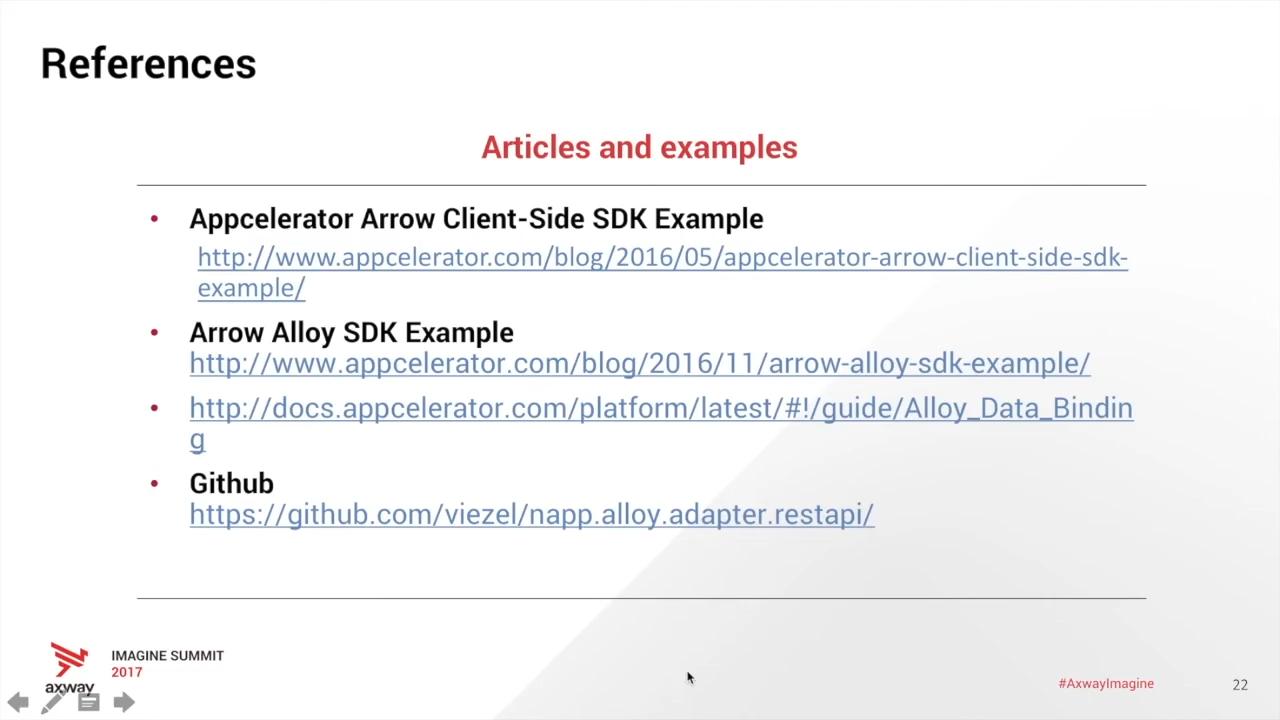 References
Articles and examples
• Appcelerator Arrow Client-Side SDK Example
http://www.appcelerator.com/blog/2016/05/appcelerator-arrow-client-side-sdk-
example/
• Arrow Alloy SDK Example
http://www.appcelerator.com/blog/2016/11/arrow-alloy-sdk-example/
• http://docs.appcelerator.com/platform/latest/#!/guide/Alloy_Data_Bindin
g
• Github
https://github.com/viezel/napp.alloy.adapter.restapi/
IMAGINE SUMMIT
2017
axway
#AxwayImagine
22